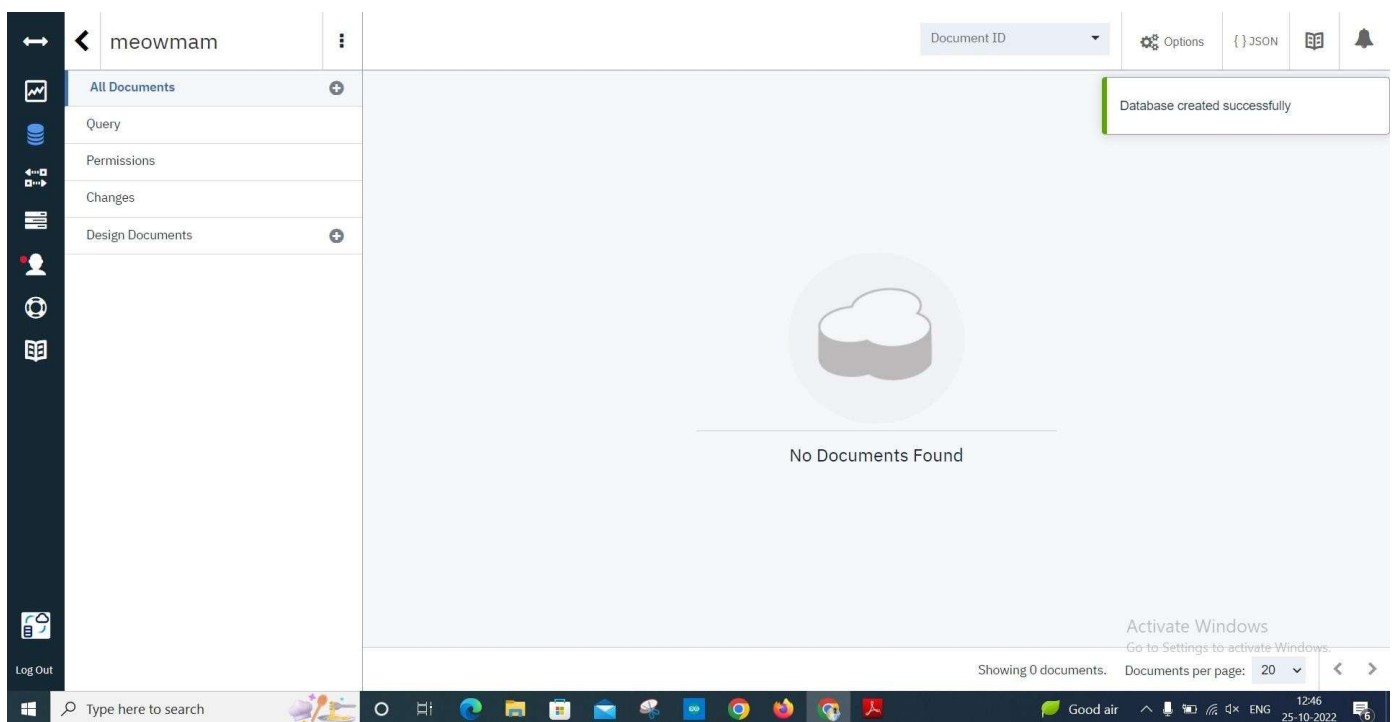 meowmam
Document ID
Options
{ } JSON
All Documents
Database created successfully
Query
Permissions
Changes
Design Documents
No Documents Found
Activate Windows
Go to Settings to activate Windows.
Log Out
Showing 0 documents.
Documents per page: 20
Type here to search
Good air
ENG
12:46
25-10-2022
6